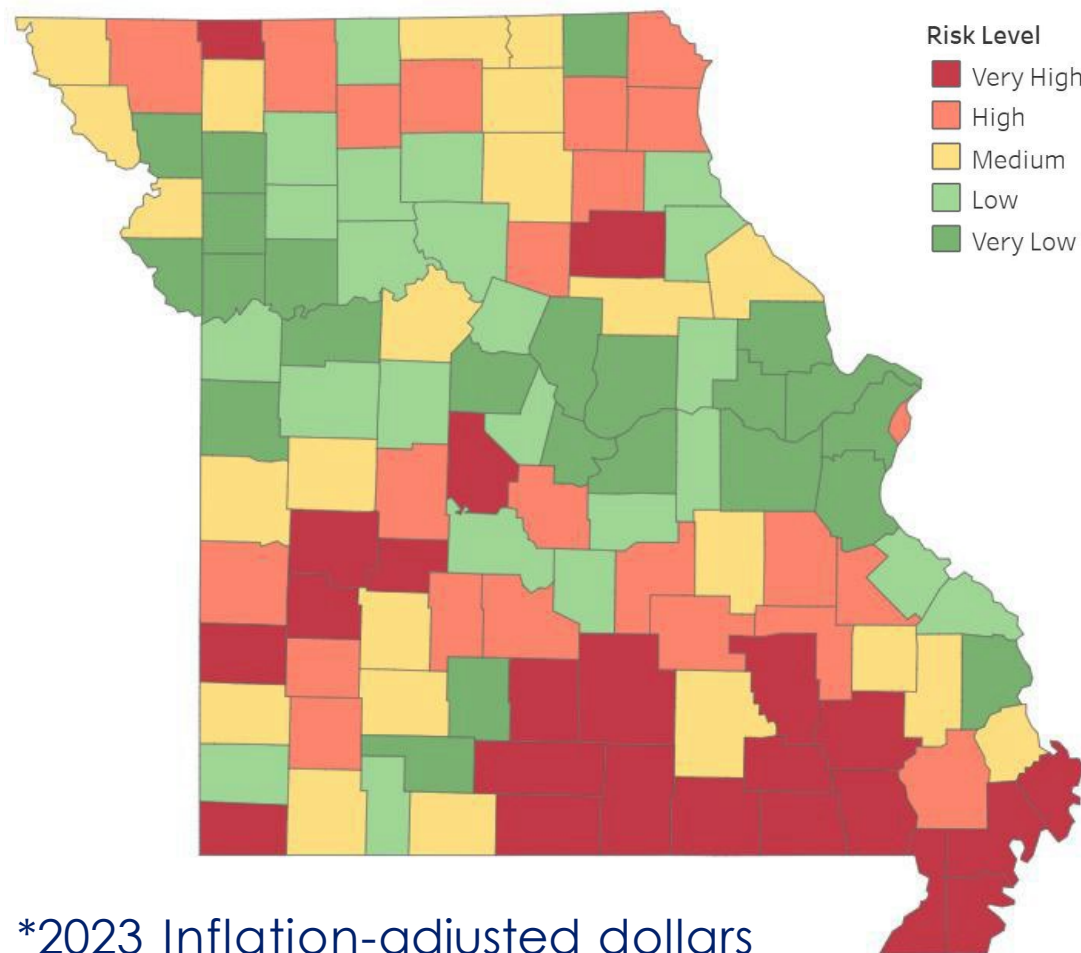 Risk Level
Very High
High
Medium
Low
Very Low
*2023 Inflation-adjusted dollars